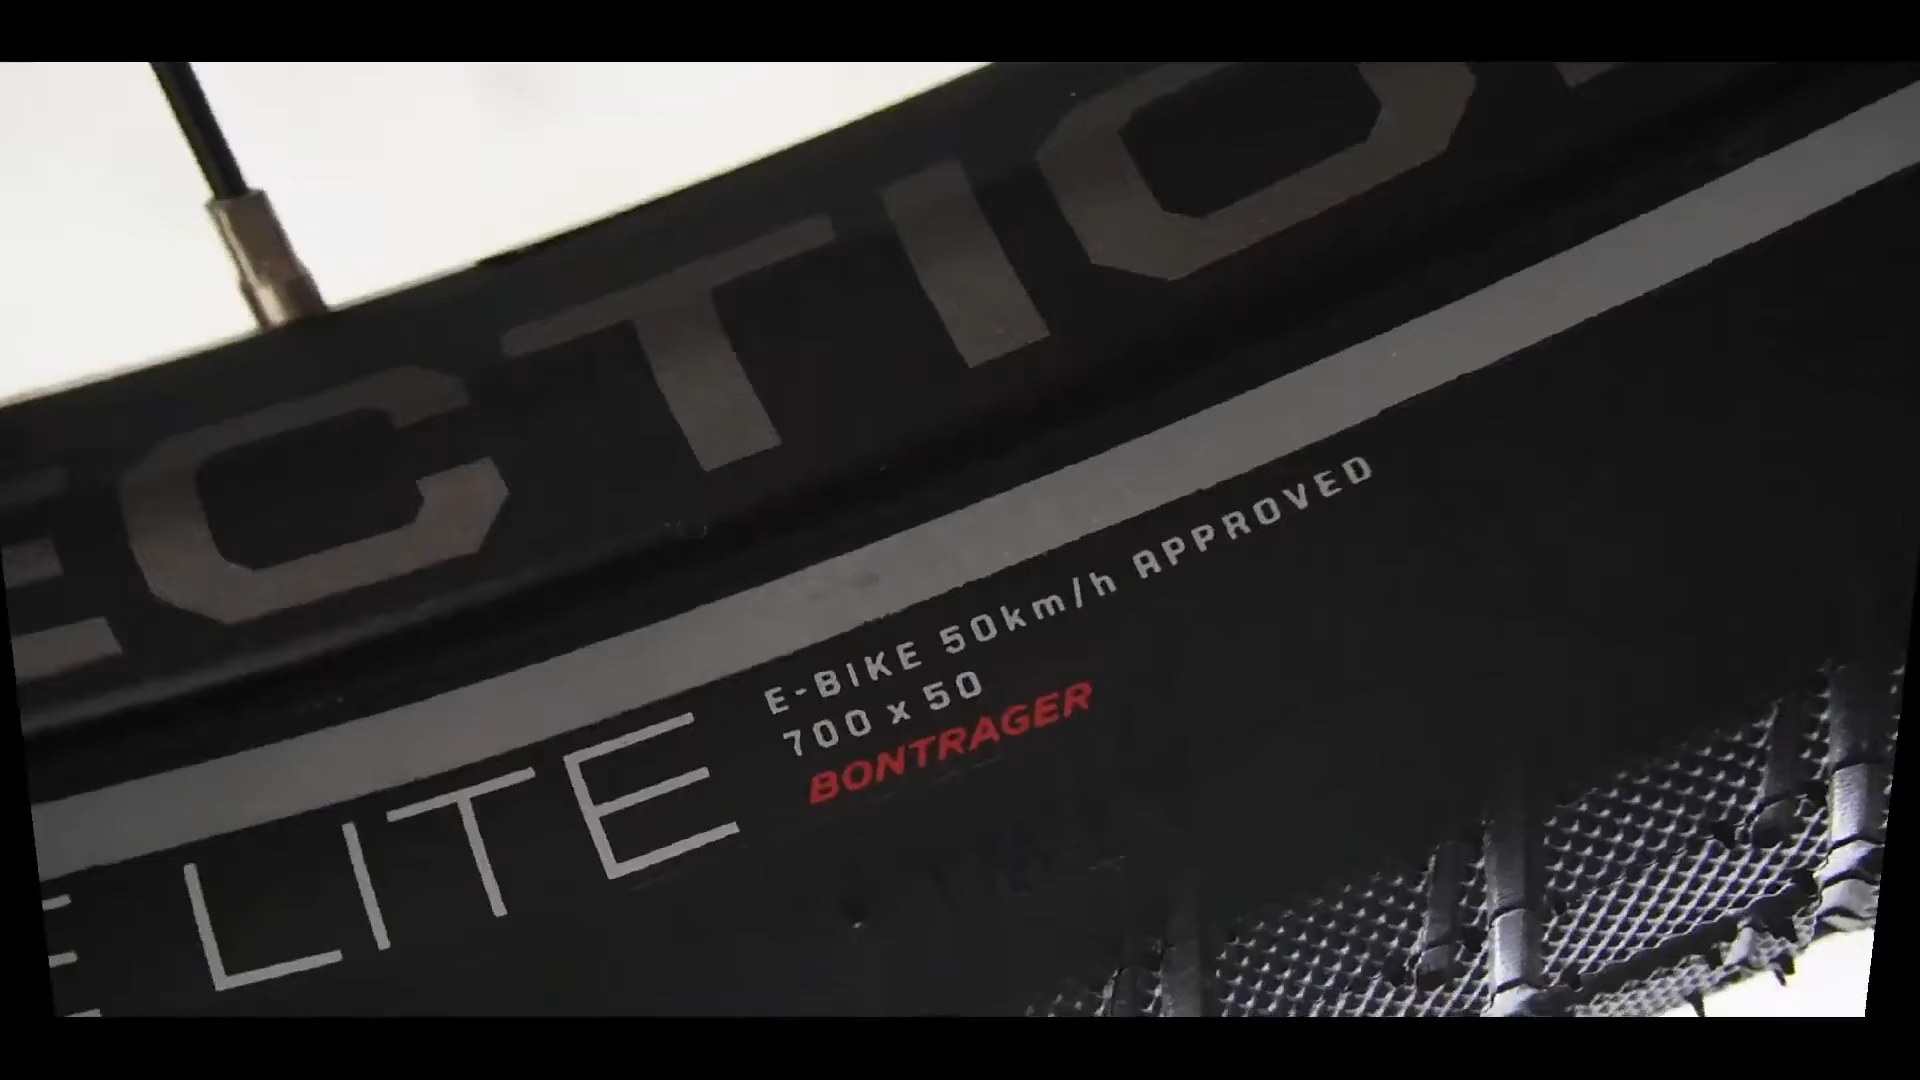 ECTIO
E LITE
E-BIKE 50km/h APPROVED
700 x 50
BONTRAGER